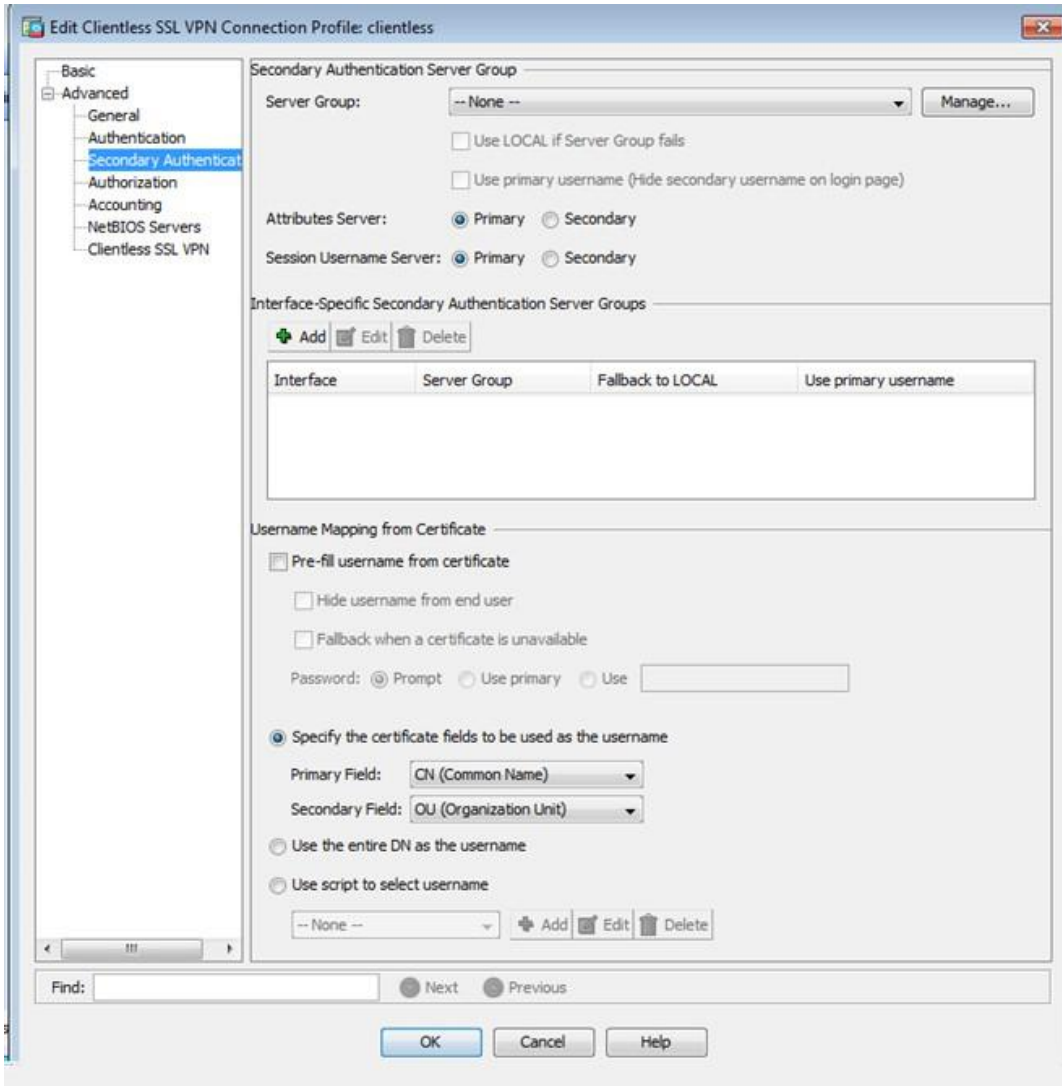 Edit Clientless SSL VPN Connection Profile: clientless
Basic
Advanced
General
Authentication
Secondary Authenticat
Authorization
Accounting
NetBIOS Servers
Clientless SSL VPN
Secondary Authentication Server Group
Server Group: -- None -- Manage...
Use LOCAL if Server Group fails
Use primary username (Hide secondary username on login page)
Attributes Server: Primary Secondary
Session Username Server: Primary Secondary
Interface-Specific Secondary Authentication Server Groups
Add Edit Delete
Interface Server Group Fallback to LOCAL Use primary username
Username Mapping from Certificate
Pre-fill username from certificate
Hide username from end user
Fallback when a certificate is unavailable
Password: Prompt Use primary Use
Specify the certificate fields to be used as the username
Primary Field: CN (Common Name)
Secondary Field: OU (Organization Unit)
Use the entire DN as the username
Use script to select username
-- None -- Add Edit Delete
Find: Next Previous
OK Cancel Help